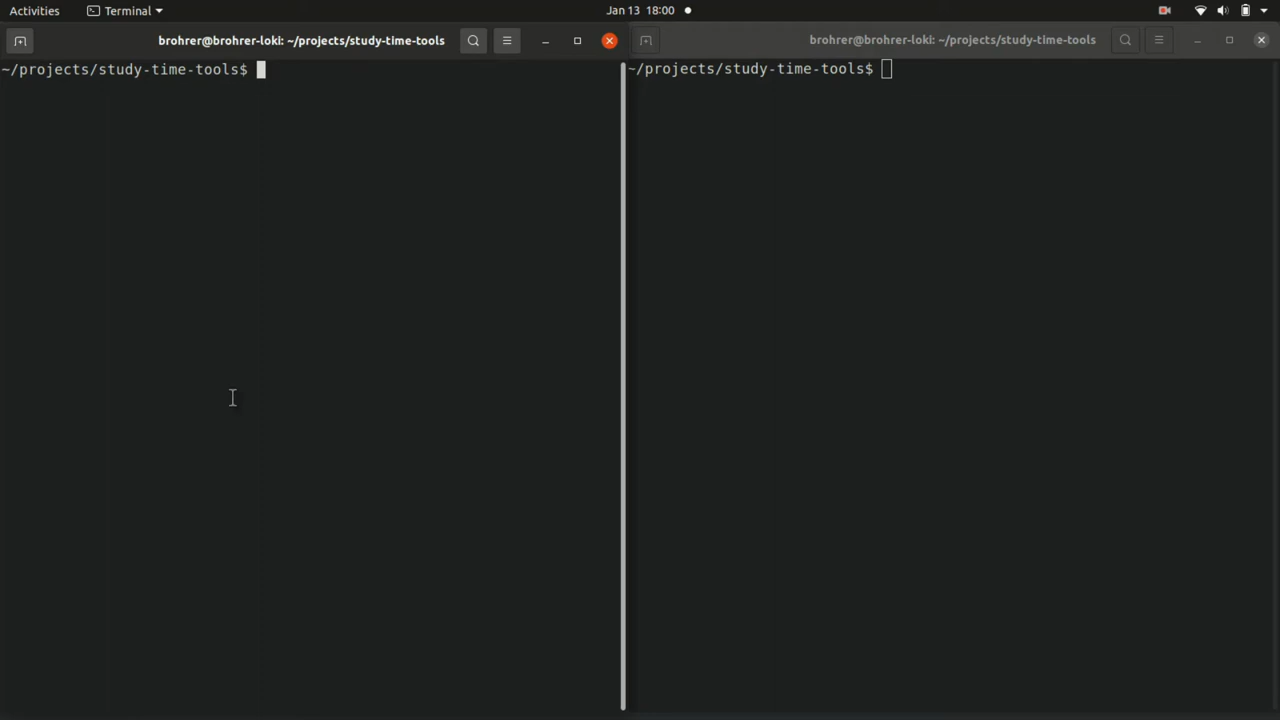 Activities Terminal Jan 13 18:00
brohrer@brohrer-loki: ~/projects/study-time-tools
~/projects/study-time-tools$
brohrer@brohrer-loki: ~/projects/study-time-tools
~/projects/study-time-tools$